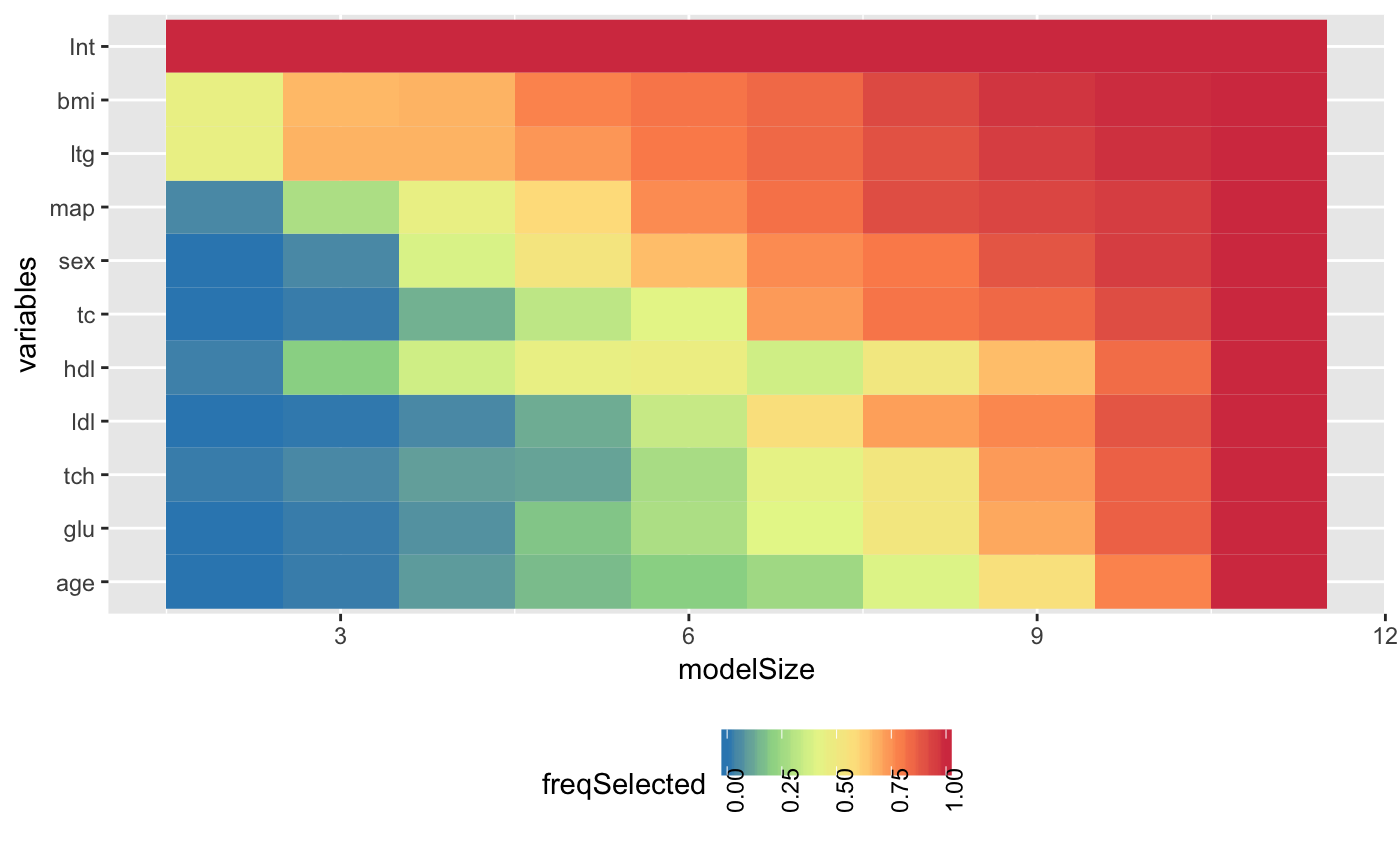 variables
Int
bmi
ltg
map
sex
tc
hdl
ldl
tch
glu
age
3 6 9 12
modelSize
freqSelected
0.00 0.25 0.50 0.75 1.00